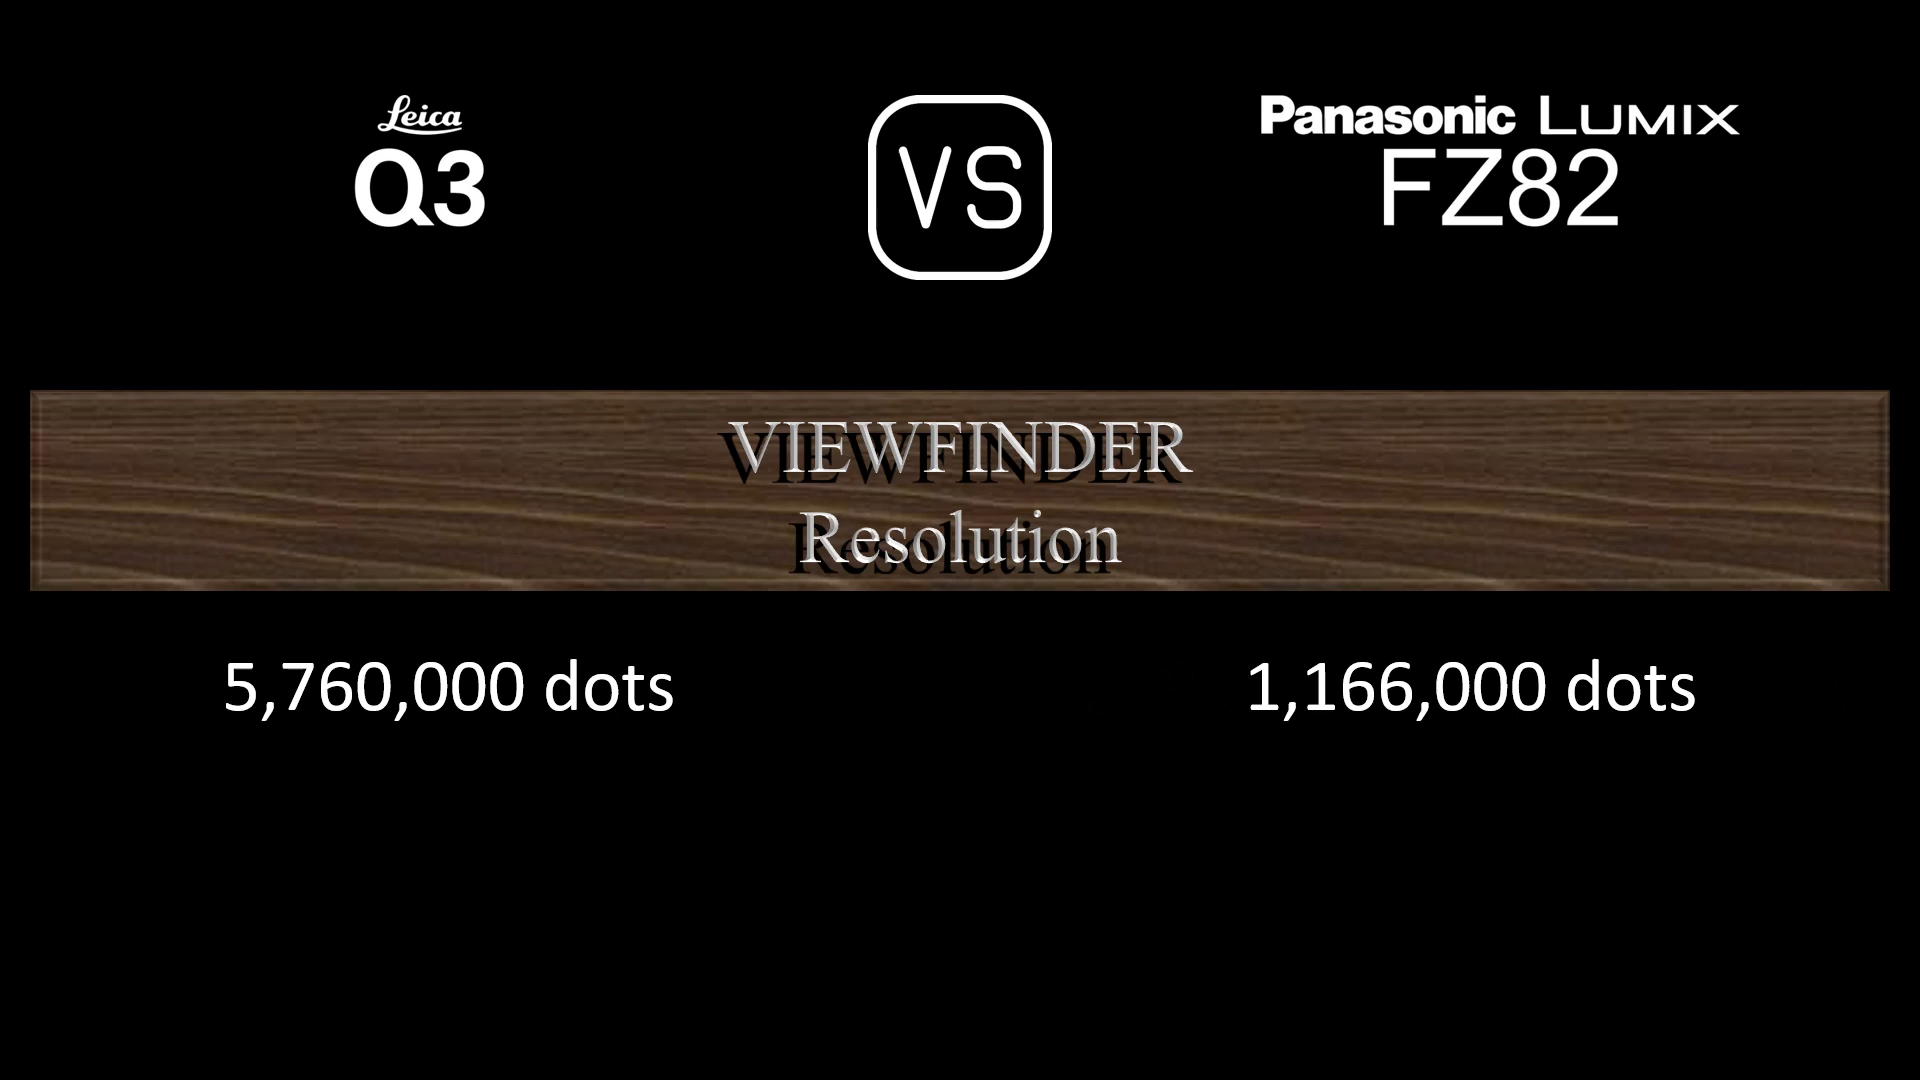 Leica
Q3
VS
Panasonic LUMIX
FZ82
VIEWFINDER
Resolution
5,760,000 dots
1,166,000 dots